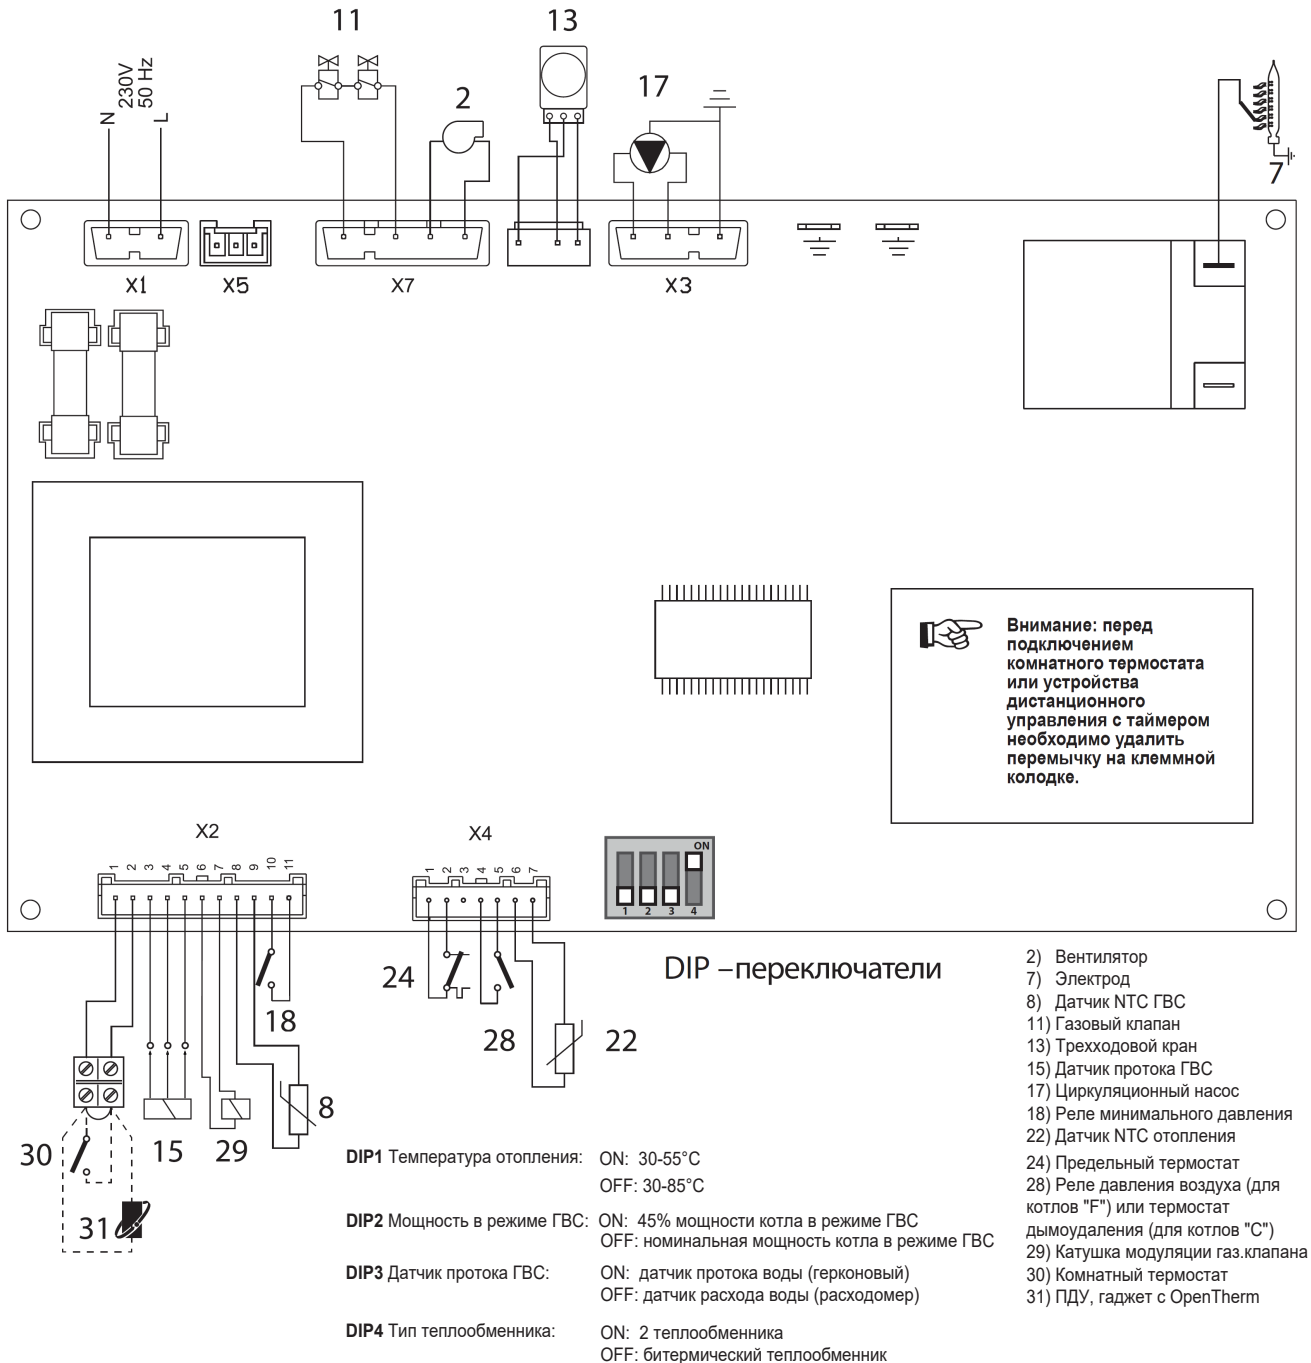 11
13
230V
50 Hz
N
L
2
17
7
X1
X5
X7
X3
Внимание: перед
подключением
комнатного термостата
или устройства
дистанционного
управления с таймером
необходимо удалить
перемычку на клеммной
колодке.
X2
1 2 3 4 5 6 7 8 9 10 11
X4
1 2 3 4 5 6 7
ON
1 2 3 4
DIP –переключатели
24
18
28
22
8
30
15
29
31
2) Вентилятор
7) Электрод
8) Датчик NTC ГВС
11) Газовый клапан
13) Трехходовой кран
15) Датчик протока ГВС
17) Циркуляционный насос
18) Реле минимального давления
22) Датчик NTC отопления
24) Предельный термостат
28) Реле давления воздуха (для
котлов "F") или термостат
дымоудаления (для котлов "C")
29) Катушка модуляции газ.клапана
30) Комнатный термостат
31) ПДУ, гаджет с OpenTherm
DIP1 Температура отопления: ON: 30-55°C
OFF: 30-85°C
DIP2 Мощность в режиме ГВС: ON: 45% мощности котла в режиме ГВС
OFF: номинальная мощность котла в режиме ГВС
DIP3 Датчик протока ГВС: ON: датчик протока воды (герконовый)
OFF: датчик расхода воды (расходомер)
DIP4 Тип теплообменника: ON: 2 теплообменника
OFF: битермический теплообменник